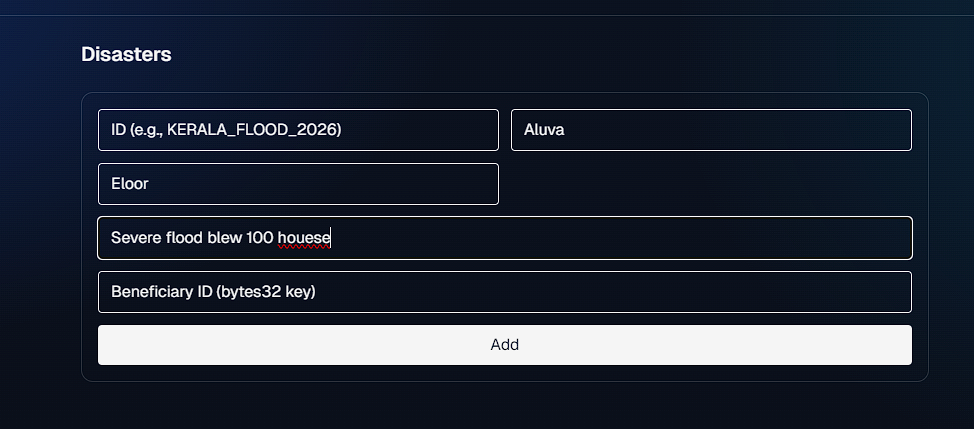 Disasters
ID (e.g., KERALA_FLOOD_2026)
Aluva
Eloor
Severe flood blew 100 houese
Beneficiary ID (bytes32 key)
Add